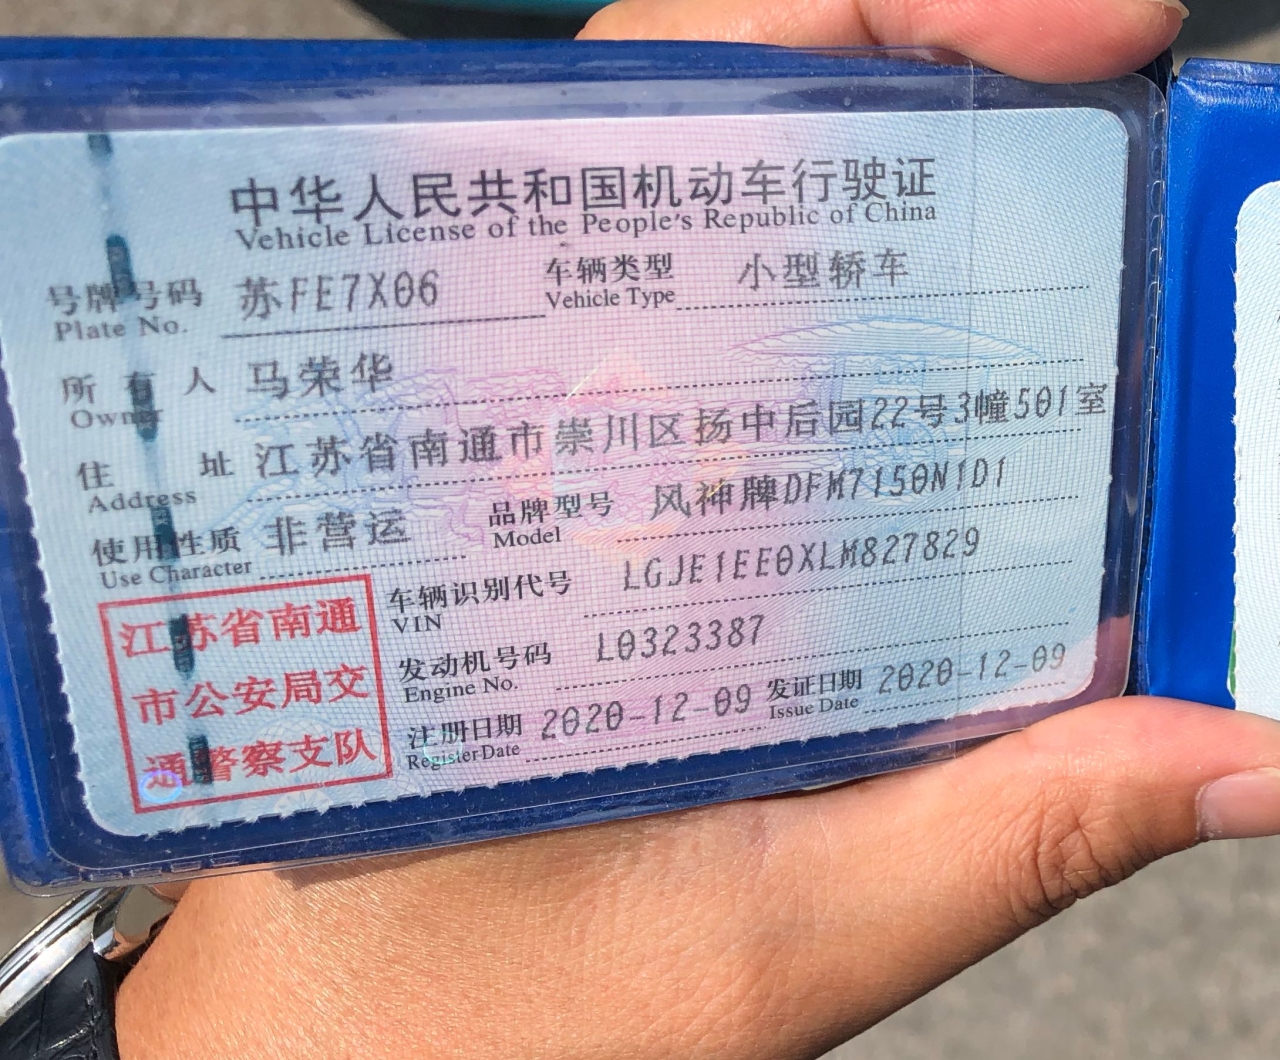 中华人民共和国机动车行驶证
Vehicle License of the People's Republic of China
号牌号码 苏FE7X06 车辆类型 小型轿车
Plate No. Vehicle Type
所有人 马荣华
Owner
住址 江苏省南通市崇川区扬中后园22号3幢501室
Address
使用性质 非营运 品牌型号 风神牌DFM7150N1D1
Use Character Model
车辆识别代号 LGJE1EE0XLM827829
VIN
发动机号码 L0323387
Engine No.
注册日期 2020-12-09 发证日期 2020-12-09
Register Date Issue Date
江苏省南通
市公安局交
通警察支队